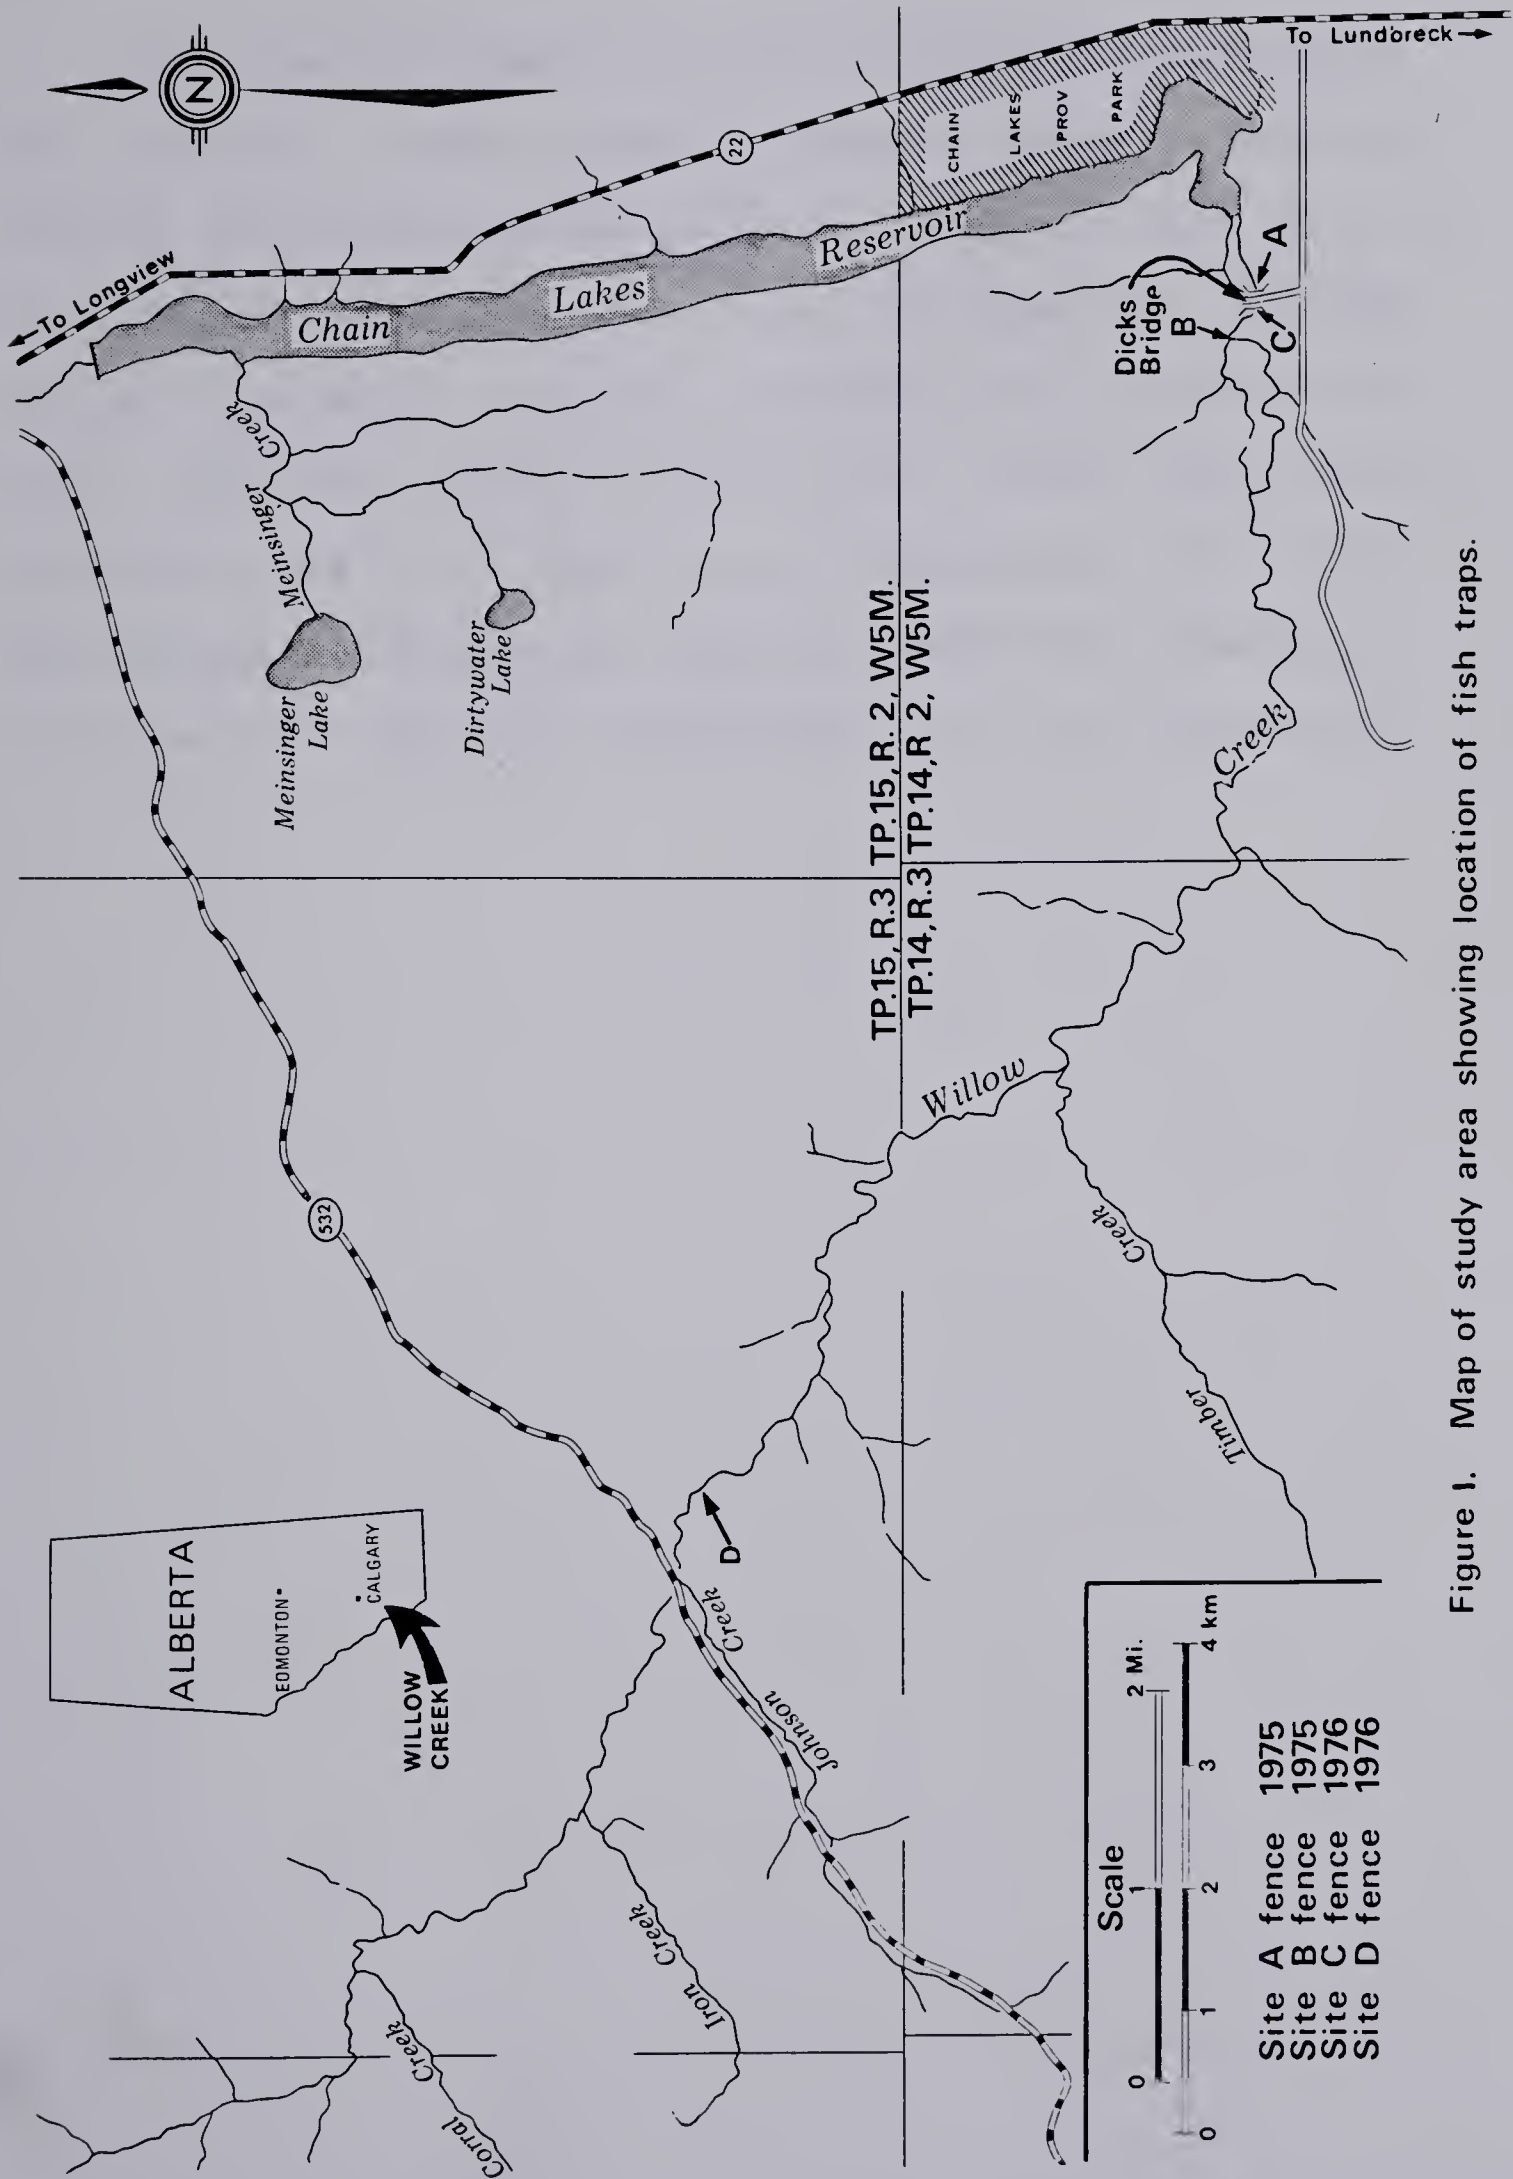 N
To Longview
To Lundbreck
22
CHAIN
LAKES
PROV
PARK
Chain
Lakes
Reservoir
Meinsinger Creek
Meinsinger
Lake
Dirtywater
Lake
Dicks
Bridge
A
B
C
532
TP.15, R.3
TP.15, R. 2, W5M.
TP.14, R.3
TP.14, R 2, W5M.
Willow Creek
Timber Creek
D
Johnson Creek
Iron Creek
Corral Creek
ALBERTA
EDMONTON
CALGARY
WILLOW
CREEK
Scale
0 1 2 Mi.
0 1 2 3 4 km
Site A fence 1975
Site B fence 1975
Site C fence 1976
Site D fence 1976
Figure 1. Map of study area showing location of fish traps.